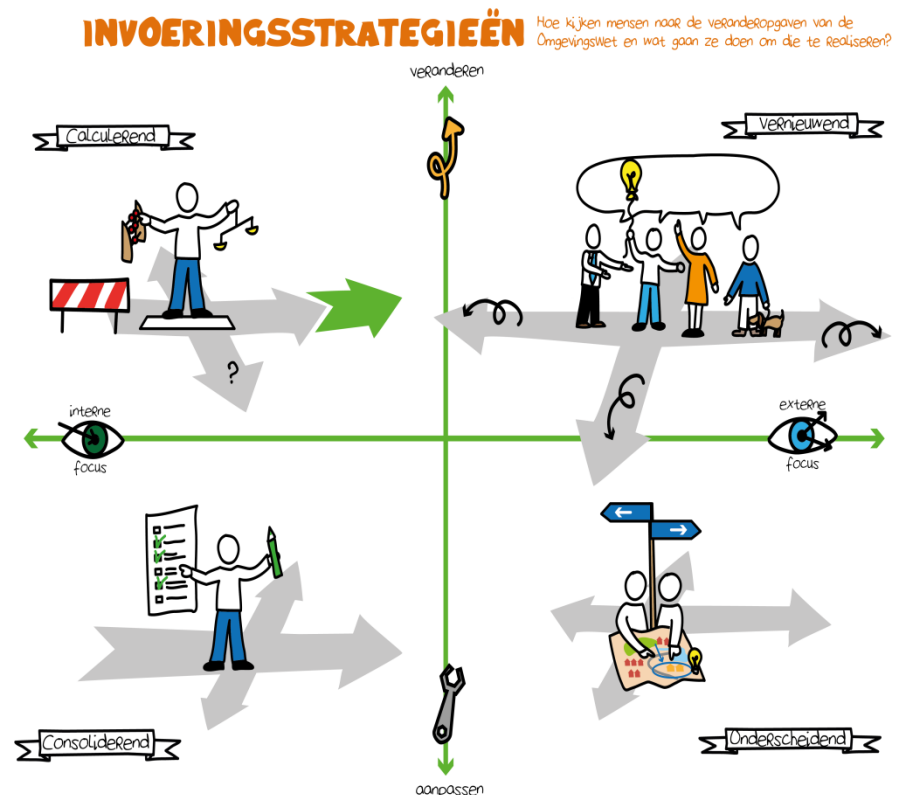 INVOERINGSSTRATEGIEËN
Hoe kijken mensen naar de veranderopgaven van de
Omgevingswet en wat gaan ze doen om die te realiseren?
veranderen
Calculerend
Vernieuwend
?
interne
focus
externe
focus
Consoliderend
Onderscheidend
aanpassen